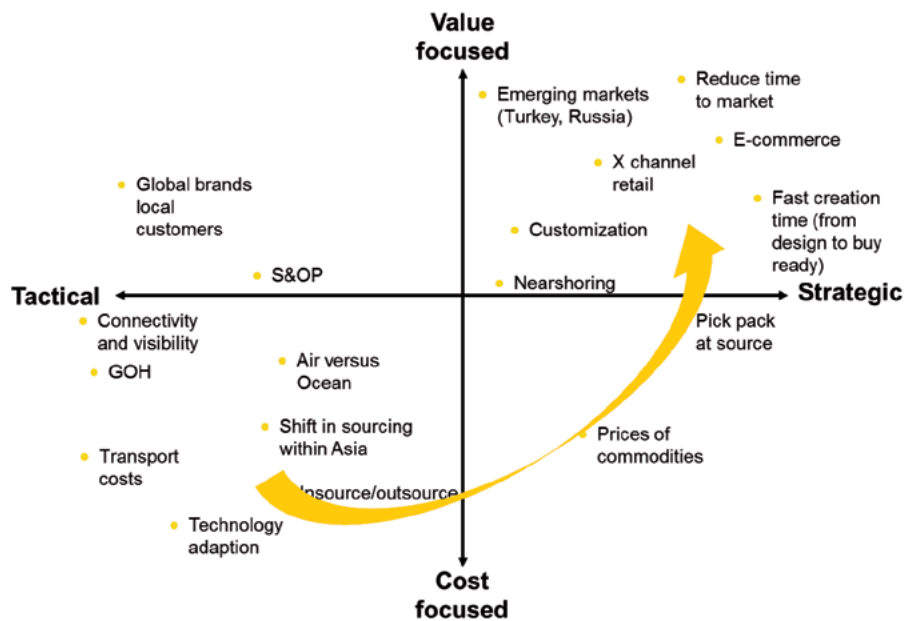 Value
focused
Emerging markets
(Turkey, Russia)
Reduce time
to market
E-commerce
X channel
retail
Global brands
local
customers
Fast creation
time (from
design to buy
ready)
Customization
S&OP
Nearshoring
Tactical
Strategic
Connectivity
and visibility
Pick pack
at source
GOH
Air versus
Ocean
Shift in sourcing
within Asia
Prices of
commodities
Transport
costs
Insource/outsource
Technology
adaption
Cost
focused